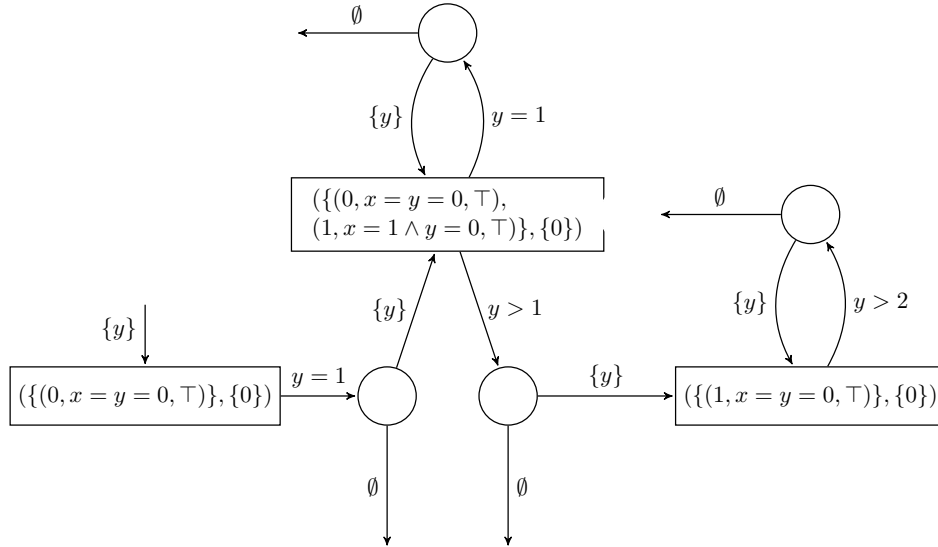 ∅
{y}
y = 1
({(0, x = y = 0, ⊤),
(1, x = 1 ∧ y = 0, ⊤)}, {0})
∅
{y}
y > 2
{y}
{y}
y > 1
({(0, x = y = 0, ⊤)}, {0})
y = 1
{y}
({(1, x = y = 0, ⊤)}, {0})
∅
∅